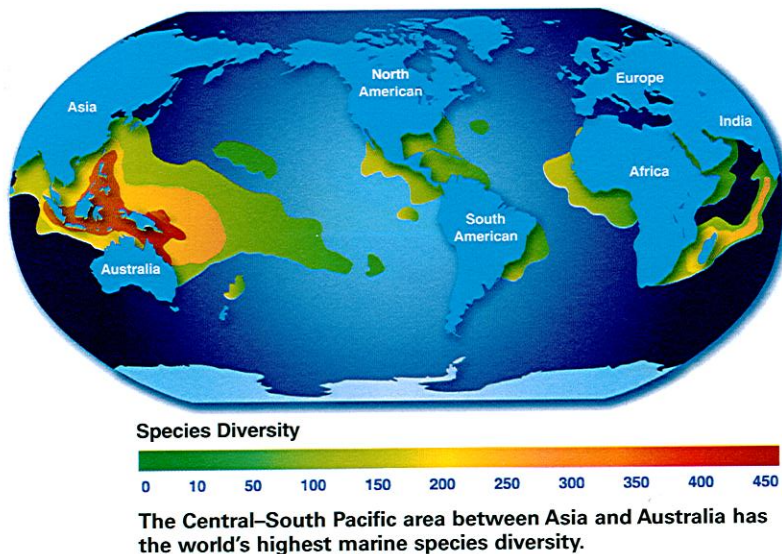 North
American
Europe
Asia
India
Africa
South
American
Australia
Species Diversity
0 10 50 100 150 200 250 300 350 400 450
The Central–South Pacific area between Asia and Australia has
the world's highest marine species diversity.